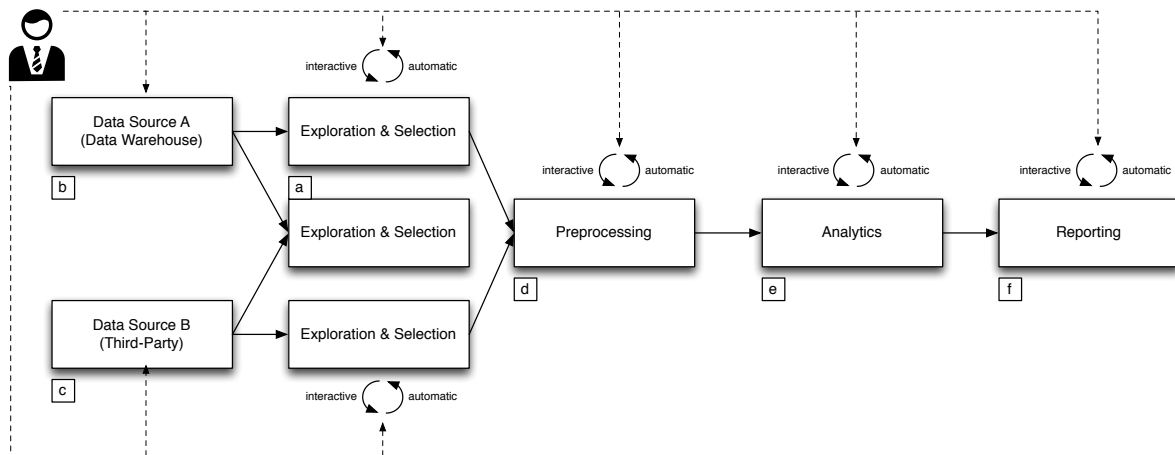 interactive automatic
Data Source A
(Data Warehouse)
Exploration & Selection
b
a
interactive automatic
interactive automatic
interactive automatic
Exploration & Selection
Preprocessing
Analytics
Reporting
d
e
f
Data Source B
(Third-Party)
Exploration & Selection
c
interactive automatic